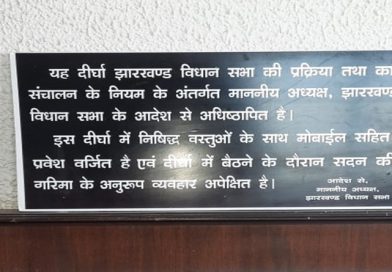 यह दीर्घा झारखण्ड विधान सभा की प्रक्रिया तथा का
संचालन के नियम के अंतर्गत माननीय अध्यक्ष, झारखण्ड
विधान सभा के आदेश से अधिष्ठापित है।
इस दीर्घा में निषिद्ध वस्तुओं के साथ मोबाईल सहित
प्रवेश वर्जित है एवं दीर्घा में बैठने के दौरान सदन की
गरिमा के अनुरूप व्यवहार अपेक्षित है।
आदेश से,
माननीय अध्यक्ष,
झारखण्ड विधान सभा